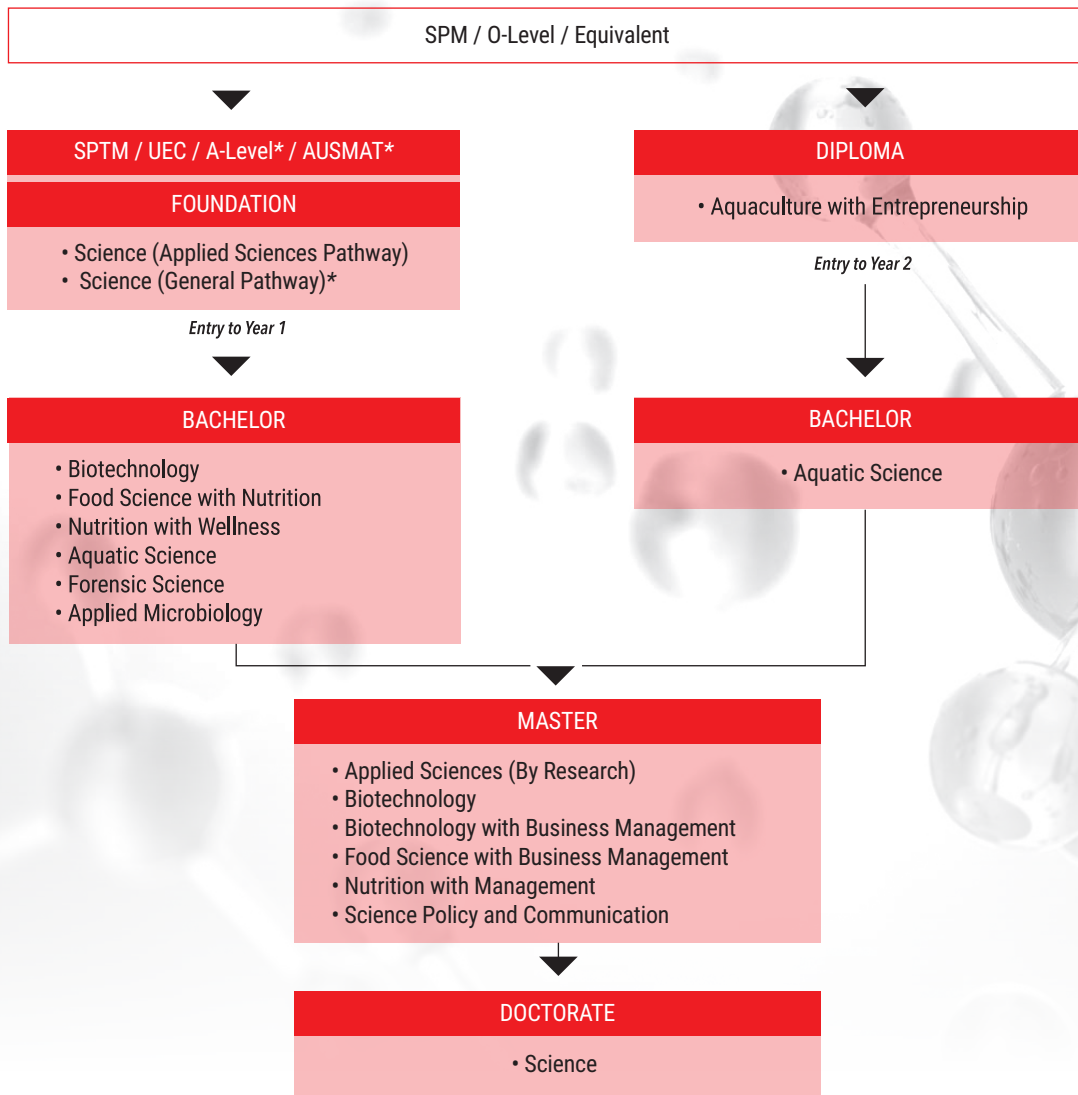 SPM / O-Level / Equivalent
SPTM / UEC / A-Level* / AUSMAT*
FOUNDATION
• Science (Applied Sciences Pathway)
• Science (General Pathway)*
Entry to Year 1
BACHELOR
• Biotechnology
• Food Science with Nutrition
• Nutrition with Wellness
• Aquatic Science
• Forensic Science
• Applied Microbiology
DIPLOMA
• Aquaculture with Entrepreneurship
Entry to Year 2
BACHELOR
• Aquatic Science
MASTER
• Applied Sciences (By Research)
• Biotechnology
• Biotechnology with Business Management
• Food Science with Business Management
• Nutrition with Management
• Science Policy and Communication
DOCTORATE
• Science